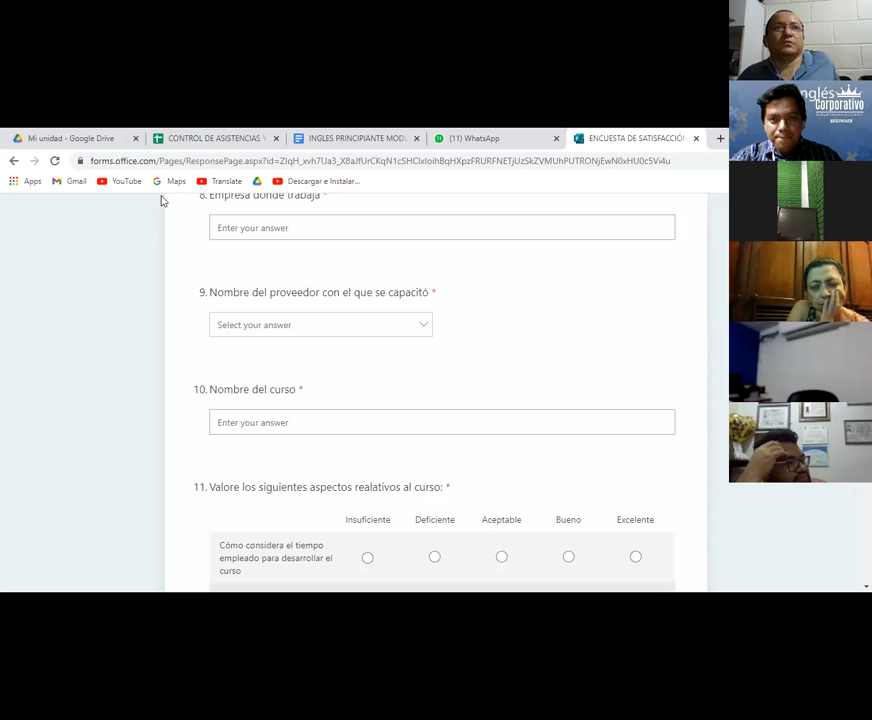 Mi unidad - Google Drive
CONTROL DE ASISTENCIAS Y
INGLES PRINCIPIANTE MODU
(11) WhatsApp
ENCUESTA DE SATISFACCIÓN
forms.office.com/Pages/ResponsePage.aspx?id=
Apps
Gmail
YouTube
Maps
Translate
Descargar e Instalar...
8. Empresa donde trabaja *
Enter your answer
9. Nombre del proveedor con el que se capacitó *
Select your answer
10. Nombre del curso *
Enter your answer
11. Valore los siguientes aspectos realativos al curso: *
Insuficiente Deficiente Aceptable Bueno Excelente
Cómo considera el tiempo
empleado para desarrollar el
curso
Inglés
Corporativo
BEGINNER